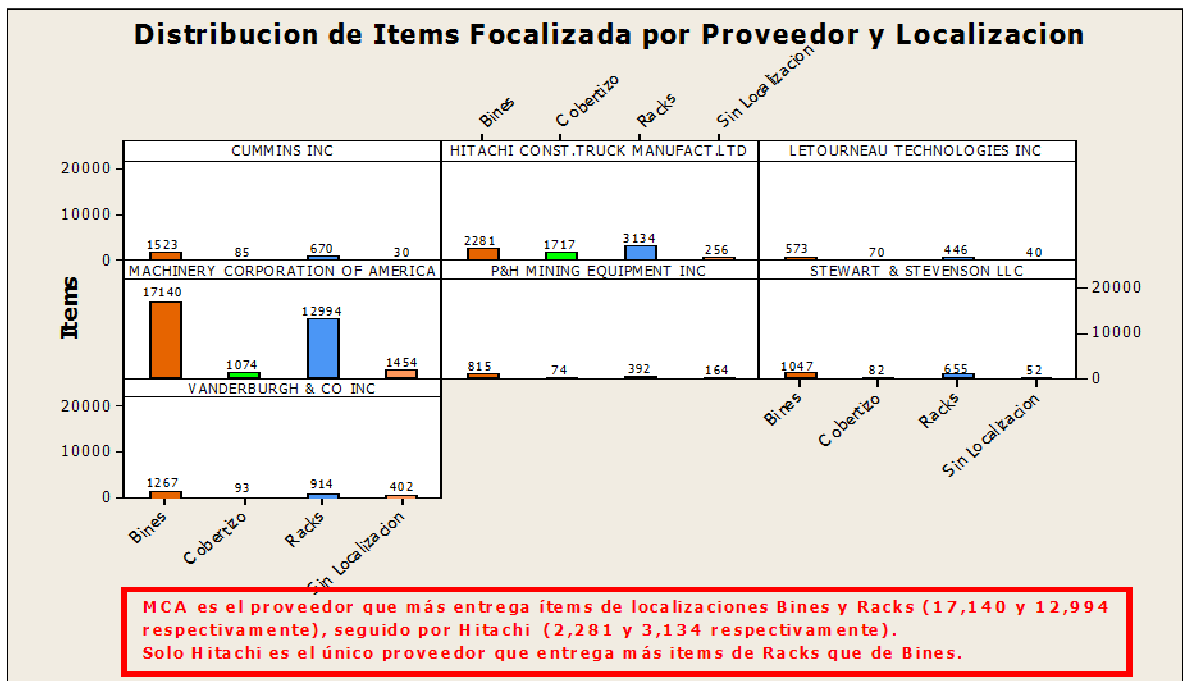 Distribucion de Items Focalizada por Proveedor y Localizacion
Bines Cobertizo Racks Sin Localizacion
CUMMINS INC HITACHI CONST.TRUCK MANUFACT.LTD LETOURNEAU TECHNOLOGIES INC
20000
10000
0
1523 85 670 30
2281 1717 3134 256
573 70 446 40
MACHINERY CORPORATION OF AMERICA P&H MINING EQUIPMENT INC STEWART & STEVENSON LLC
Items
17140 1074 12994 1454
815 74 392 164
1047 82 655 52
20000
10000
0
Bines Cobertizo Racks Sin Localizacion
VANDERBURGH & CO INC
20000
10000
0
1267 93 914 402
Bines Cobertizo Racks Sin Localizacion
MCA es el proveedor que más entrega ítems de localizaciones Bines y Racks (17,140 y 12,994
respectivamente), seguido por Hitachi (2,281 y 3,134 respectivamente).
Solo Hitachi es el único proveedor que entrega más items de Racks que de Bines.